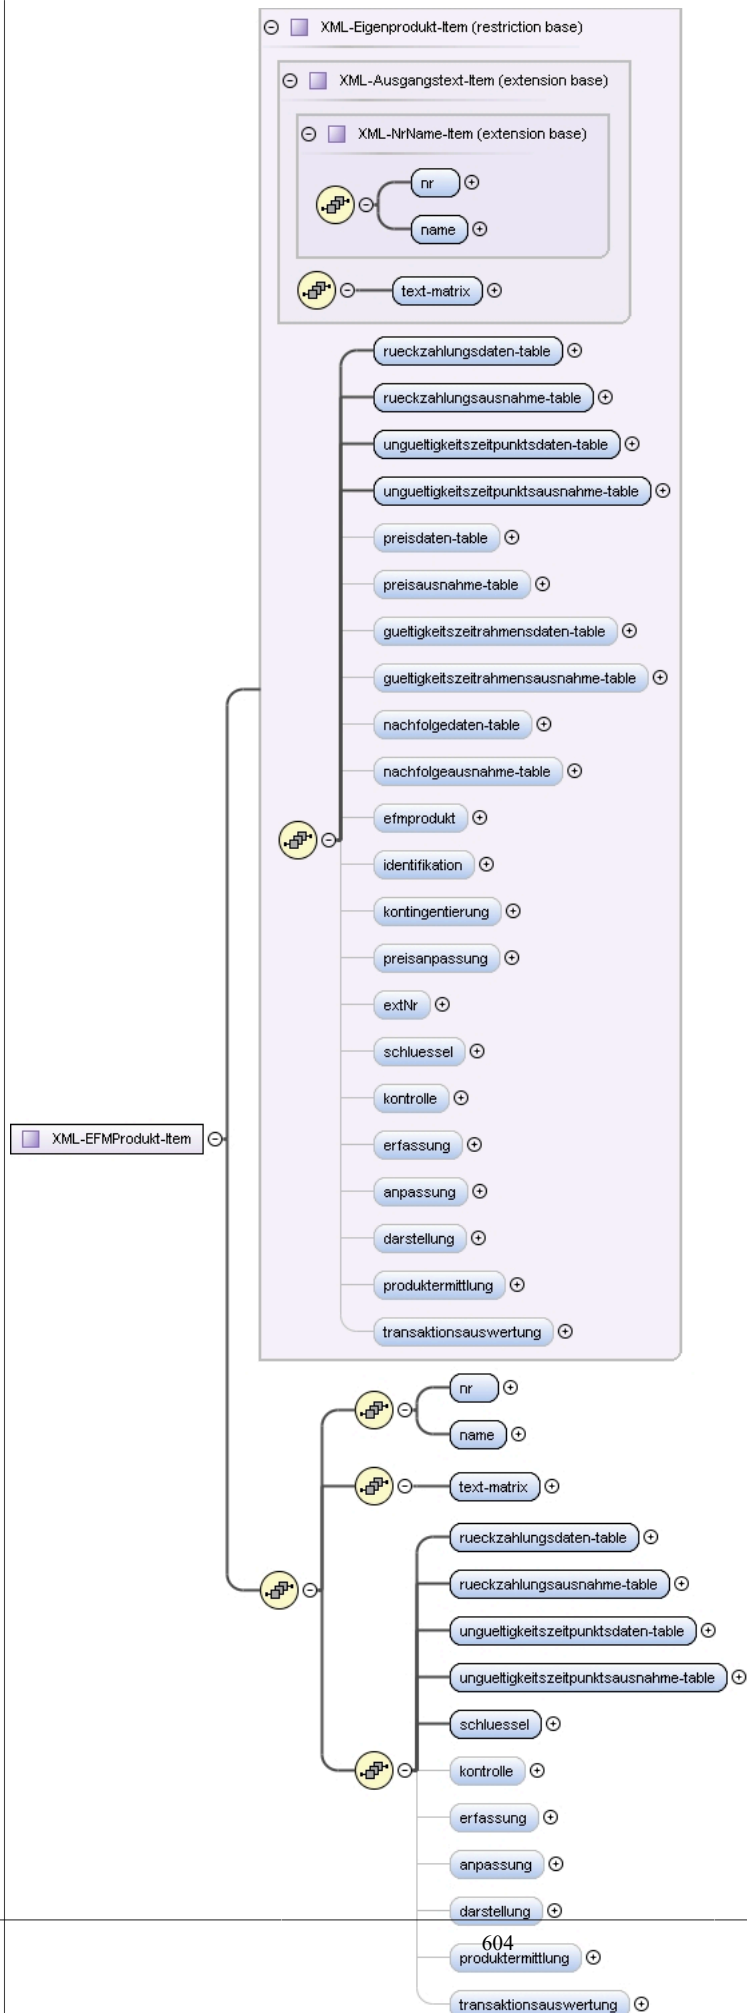 XML-Eigenprodukt-Item (restriction base)
XML-Ausgangstext-Item (extension base)
XML-NrName-Item (extension base)
nr
name
text-matrix
rueckzahlungsdaten-table
rueckzahlungsausnahme-table
ungueltigkeitszeitpunktsdaten-table
ungueltigkeitszeitpunktsausnahme-table
preisdaten-table
preisausnahme-table
gueltigkeitszeitrahmensdaten-table
gueltigkeitszeitrahmensausnahme-table
nachfolgedaten-table
nachfolgeausnahme-table
efmprodukt
identifikation
kontingentierung
preisanpassung
extNr
schluessel
kontrolle
XML-EFMProdukt-Item
erfassung
anpassung
darstellung
produktermittlung
transaktionsauswertung
nr
name
text-matrix
rueckzahlungsdaten-table
rueckzahlungsausnahme-table
ungueltigkeitszeitpunktsdaten-table
ungueltigkeitszeitpunktsausnahme-table
schluessel
kontrolle
erfassung
anpassung
darstellung
604
produktermittlung
transaktionsauswertung